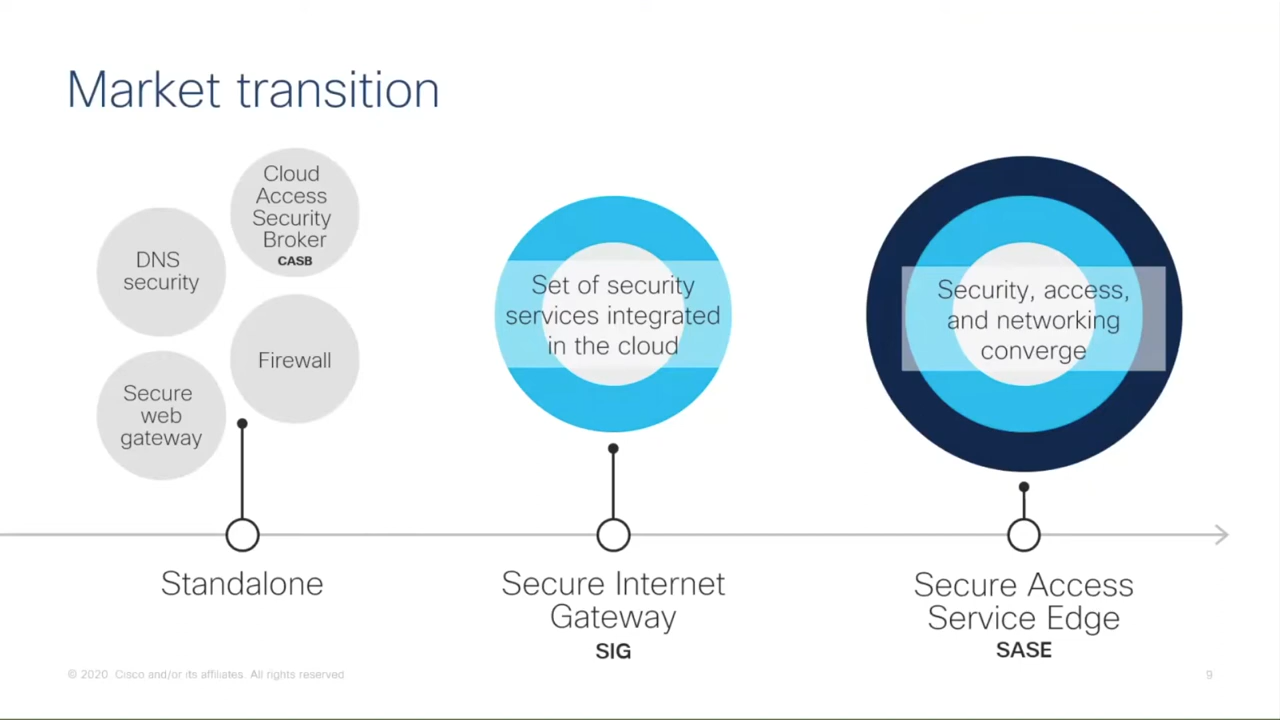 Market transition
Cloud
Access
Security
Broker
CASB
DNS
security
Firewall
Secure
web
gateway
Set of security
services integrated
in the cloud
Security, access,
and networking
converge
Standalone
Secure Internet
Gateway
SIG
Secure Access
Service Edge
SASE
© 2020 Cisco and/or its affiliates. All rights reserved
9